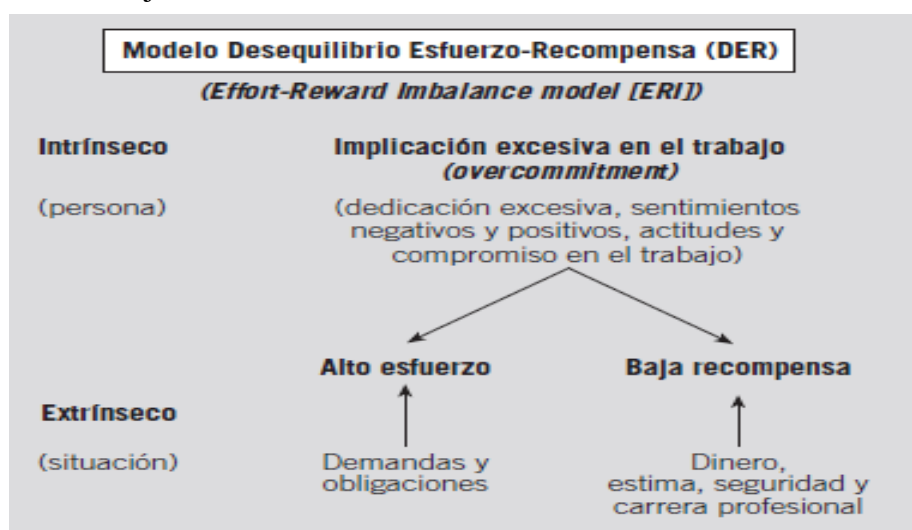 Modelo Desequilibrio Esfuerzo-Recompensa (DER)
(Effort-Reward Imbalance model [ERI])
Intrínseco
Implicación excesiva en el trabajo
(overcommitment)
(persona)
(dedicación excesiva, sentimientos
negativos y positivos, actitudes y
compromiso en el trabajo)
Alto esfuerzo
Baja recompensa
Extrínseco
(situación)
Demandas y
obligaciones
Dinero,
estima, seguridad y
carrera profesional